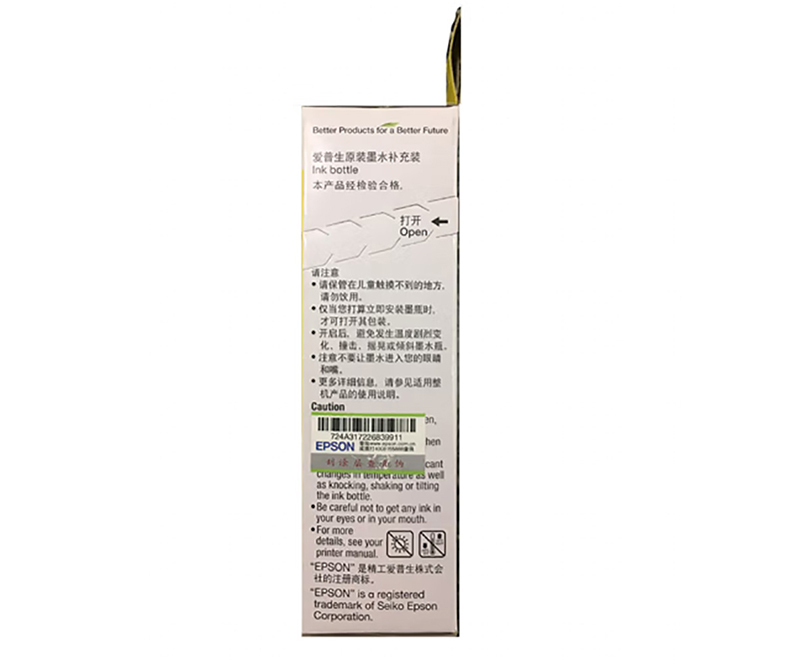 Better Products for a Better Future
爱普生原装墨水补充装
Ink bottle
本产品经检验合格.
打开
Open
请注意
• 请保管在儿童触摸不到的地方,
请勿饮用。
• 仅当您打算立即安装墨瓶时,
才可打开其包装。
• 开启后, 避免发生温度剧烈变
化、撞击、摇晃或倾斜墨水瓶。
• 注意不要让墨水进入您的眼睛
和嘴。
• 更多详细信息, 请参见适用整
机产品的使用说明。
Caution
en,
724A317226839911
EPSON
hen
cant
changes in temperature as well
as knocking, shaking or tilting
the ink bottle.
• Be careful not to get any ink in
your eyes or in your mouth.
• For more
details, see your
printer manual.
"EPSON" 是精工爱普生株式会
社的注册商标。
"EPSON" is a registered
trademark of Seiko Epson
Corporation.